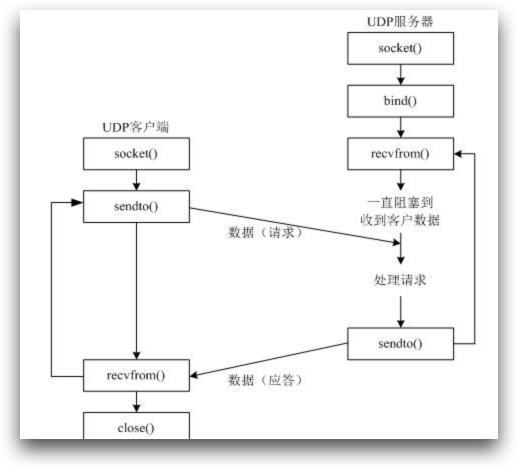 UDP服务器
socket()
bind()
recvfrom()
一直阻塞到
收到客户数据
处理请求
sendto()
UDP客户端
socket()
sendto()
数据（请求）
recvfrom()
数据（应答）
close()